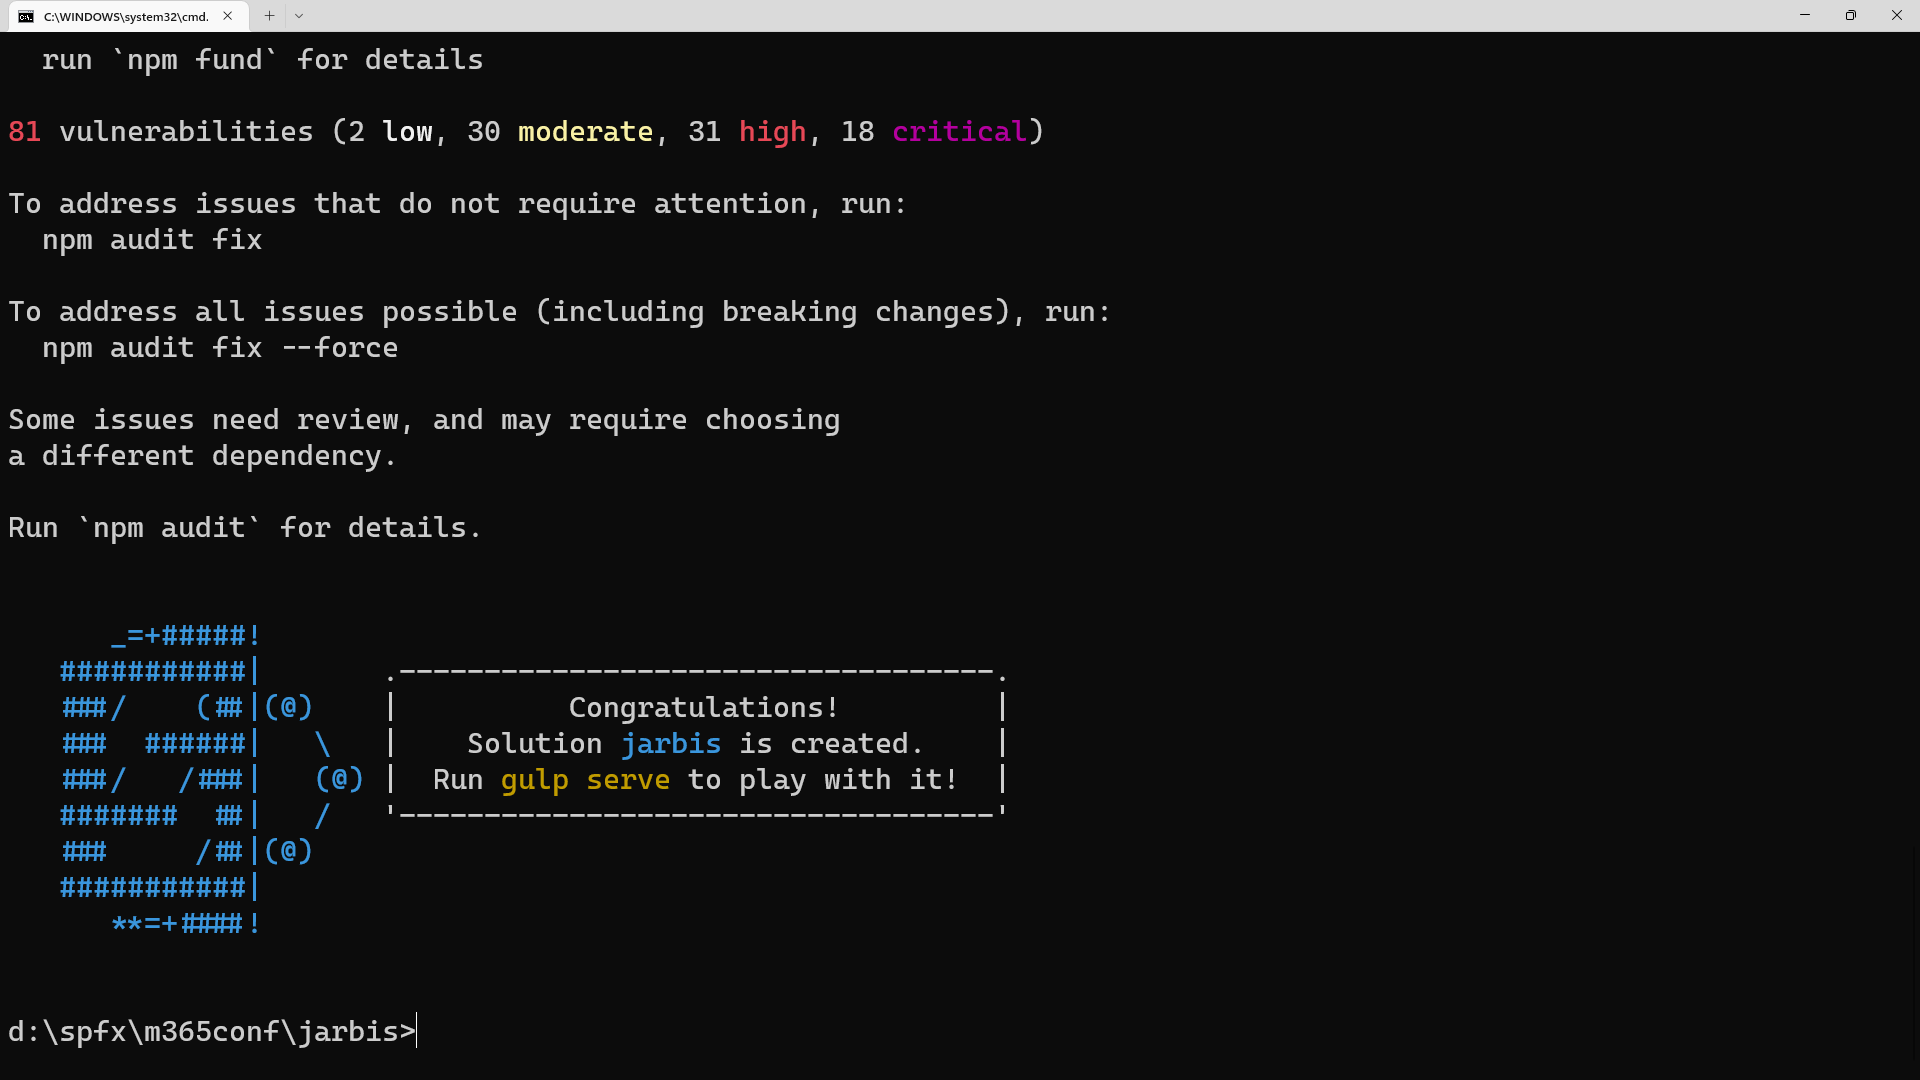 C:\WINDOWS\system32\cmd.
  run `npm fund` for details

81 vulnerabilities (2 low, 30 moderate, 31 high, 18 critical)

To address issues that do not require attention, run:
  npm audit fix

To address all issues possible (including breaking changes), run:
  npm audit fix --force

Some issues need review, and may require choosing
a different dependency.

Run `npm audit` for details.


      _=+#####!
   ###########|       .-----------------------------------.
   ###/    (##|(@)    |          Congratulations!         |
   ###  ######|   \   |    Solution jarbis is created.    |
   ###/   /###|   (@) |  Run gulp serve to play with it!  |
   #######  ##|   /   '-----------------------------------'
   ###     /##|(@)
   ###########|
      **=+####!


d:\spfx\m365conf\jarbis>